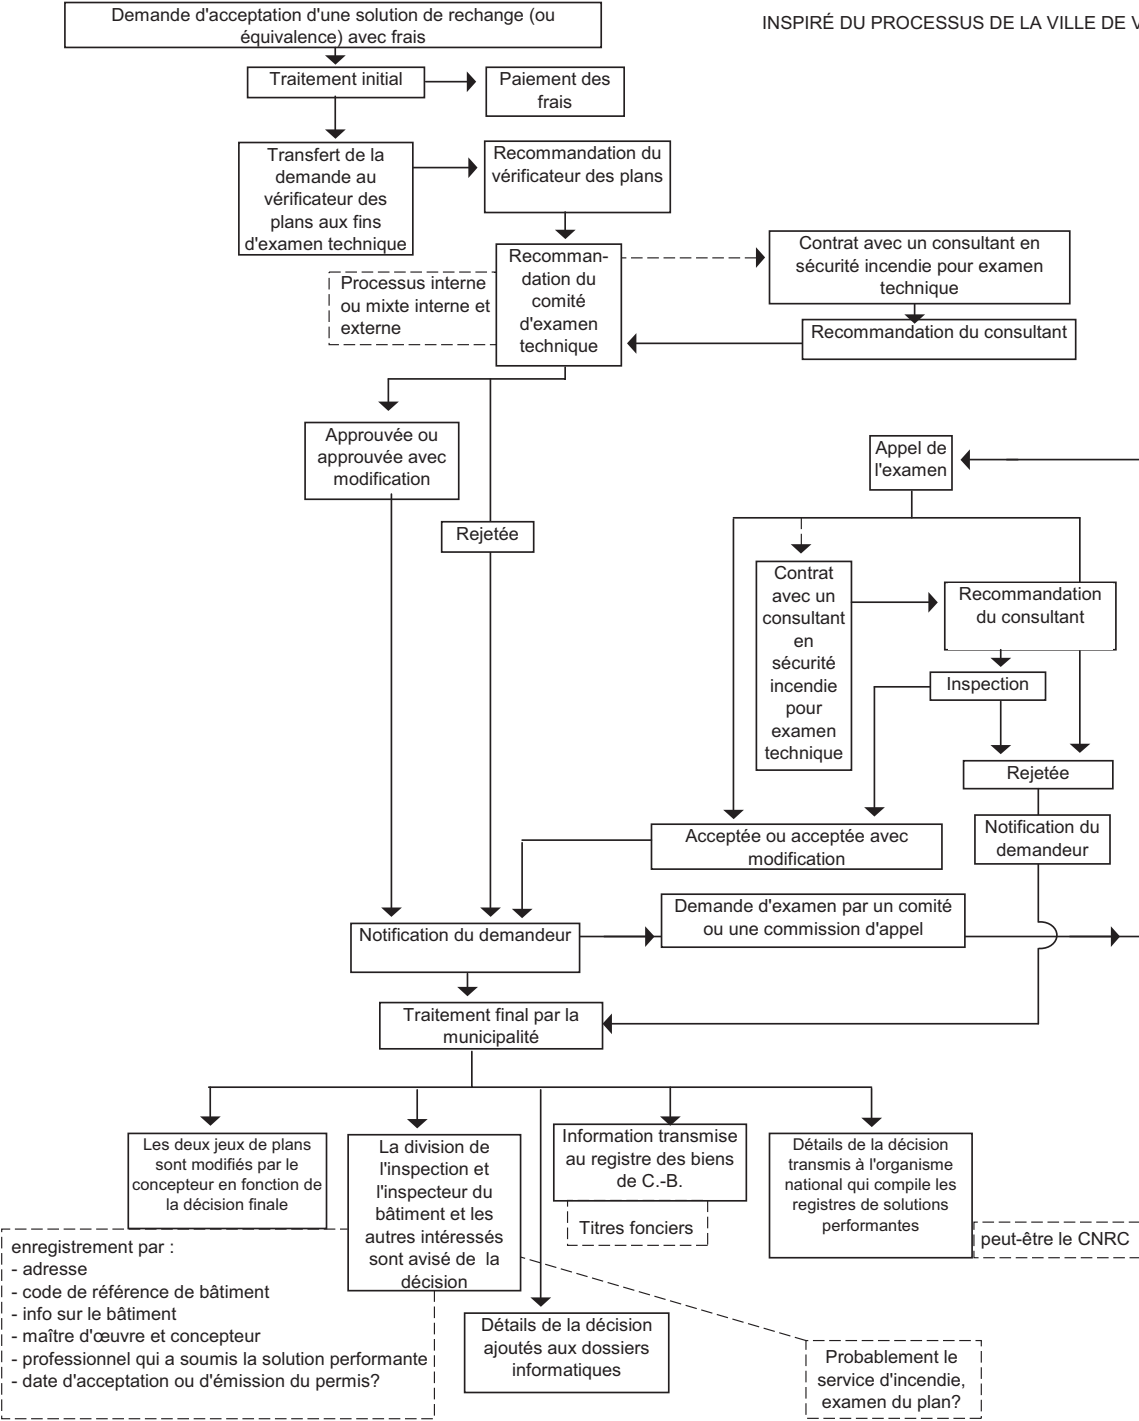 Demande d'acceptation d'une solution de rechange (ou
équivalence) avec frais
INSPIRÉ DU PROCESSUS DE LA VILLE DE V
Traitement initial
Paiement des
frais
Transfert de la
demande au
vérificateur des
plans aux fins
d'examen technique
Recommandation du
vérificateur des plans
Recomman-
dation du
comité
d'examen
technique
Processus interne
ou mixte interne et
externe
Contrat avec un consultant en
sécurité incendie pour examen
technique
Recommandation du consultant
Approuvée ou
approuvée avec
modification
Rejetée
Appel de
l'examen
Contrat
avec un
consultant
en
sécurité
incendie
pour
examen
technique
Recommandation
du consultant
Inspection
Rejetée
Notification du
demandeur
Acceptée ou acceptée avec
modification
Notification du demandeur
Demande d'examen par un comité
ou une commission d'appel
Traitement final par la
municipalité
Les deux jeux de plans
sont modifiés par le
concepteur en fonction de
la décision finale
La division de
l'inspection et
l'inspecteur du
bâtiment et les
autres intéressés
sont avisé de la
décision
Information transmise
au registre des biens
de C.-B.
Titres fonciers
Détails de la décision
transmis à l'organisme
national qui compile les
registres de solutions
performantes
peut-être le CNRC
enregistrement par :
- adresse
- code de référence de bâtiment
- info sur le bâtiment
- maître d'œuvre et concepteur
- professionnel qui a soumis la solution performante
- date d'acceptation ou d'émission du permis?
Détails de la décision
ajoutés aux dossiers
informatiques
Probablement le
service d'incendie,
examen du plan?